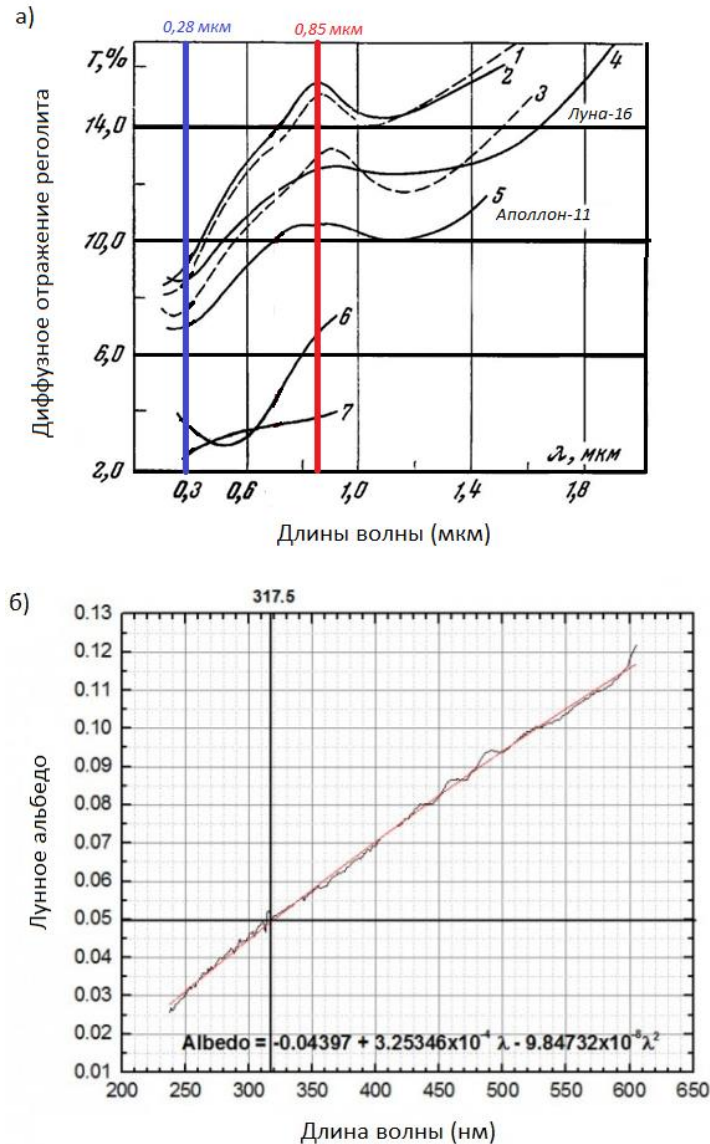 а)
0,28 мкм 0,85 мкм
r,%
1
2
4
3
Луна-16
14,0
5
Аполлон-11
10,0
6
6,0
7
2,0
λ, мкм
0,3 0,6 1,0 1,4 1,8
Диффузное отражение реголита
Длины волны (мкм)
б)
317.5
0.13
0.12
0.11
0.10
0.09
0.08
0.07
0.06
0.05
0.04
0.03
0.02
0.01
Albedo = -0.04397 + 3.25346x10⁻⁴ λ - 9.84732x10⁻⁸λ²
200 250 300 350 400 450 500 550 600 650
Лунное альбедо
Длина волны (нм)